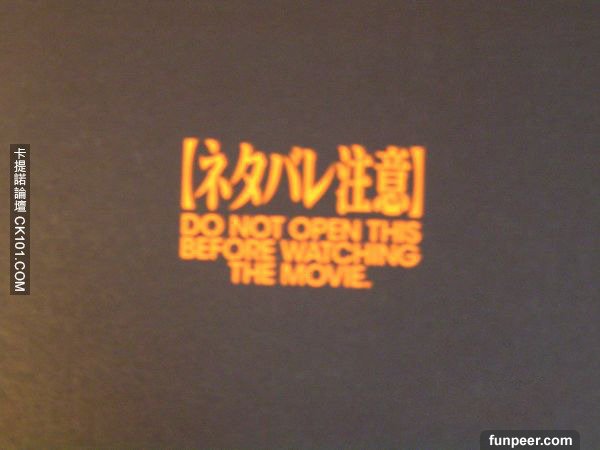 【ネタバレ注意】
DO NOT OPEN THIS
BEFORE WATCHING
THE MOVIE.
卡提諾論壇 CK101.COM
funpeer.com